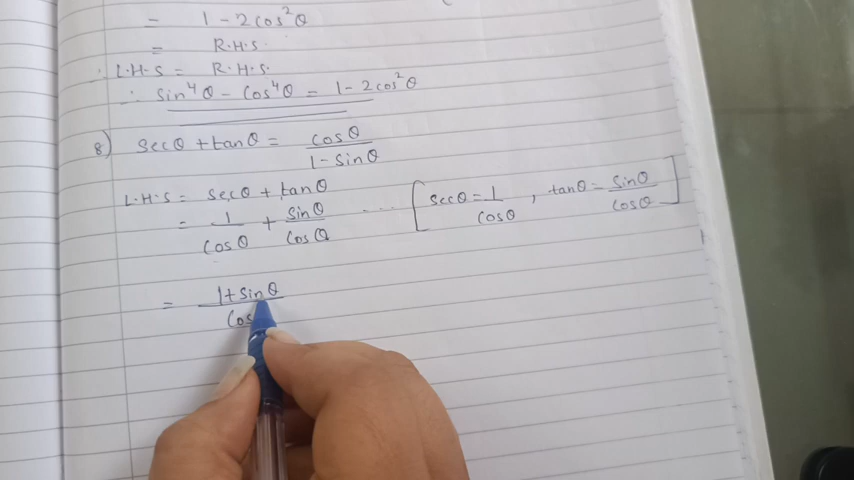 = 1 - 2cos²θ
= R.H.S.
∴ L.H.S = R.H.S.
∴ sin⁴θ - cos⁴θ = 1 - 2cos²θ
8) secθ + tanθ = cosθ / 1 - sinθ
L.H.S = secθ + tanθ
= 1/cosθ + sinθ/cosθ .... [secθ = 1/cosθ, tanθ = sinθ/cosθ]
= 1 + sinθ / cos